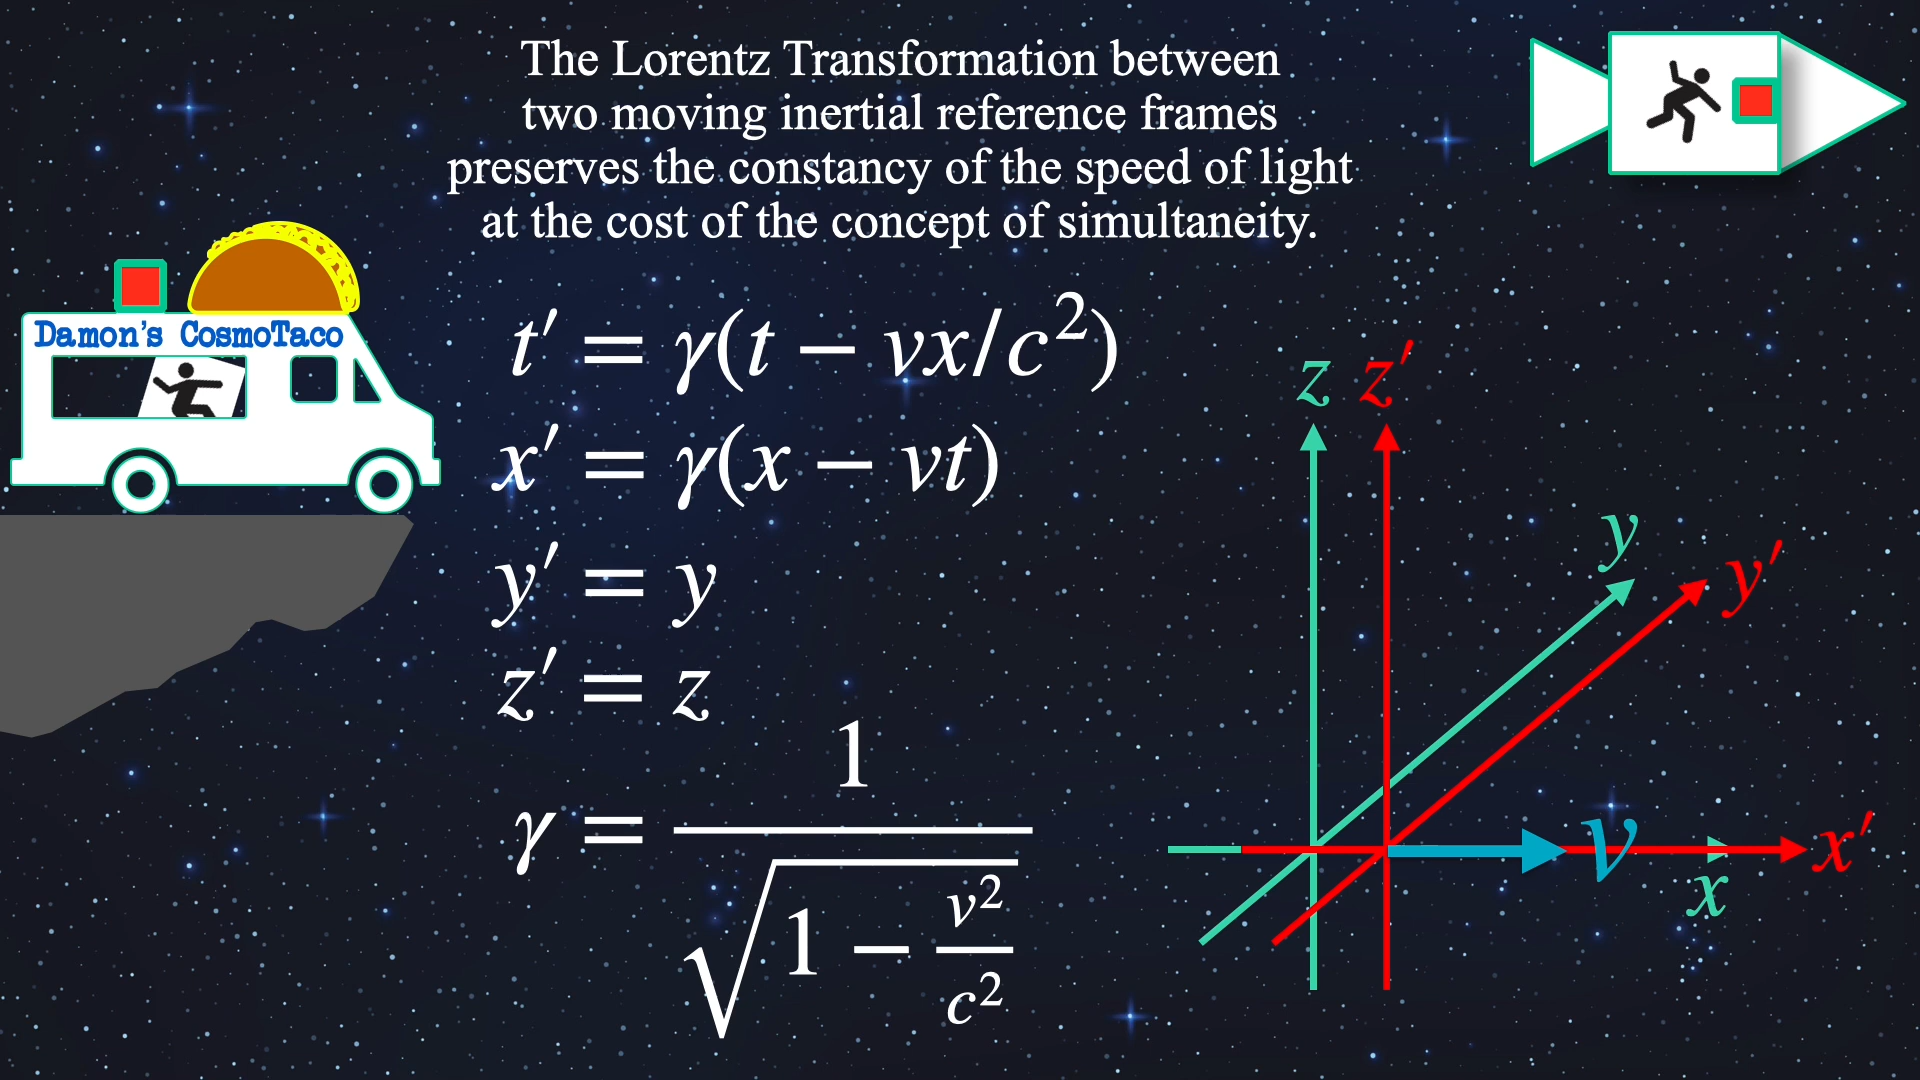 The Lorentz Transformation between
two moving inertial reference frames
preserves the constancy of the speed of light
at the cost of the concept of simultaneity.
Damon's CosmoTaco
t′ = γ(t − vx/c²)
x′ = γ(x − vt)
y′ = y
z′ = z
γ = 1/√(1 − v²/c²)
z z′
y
y′
v
x′
x